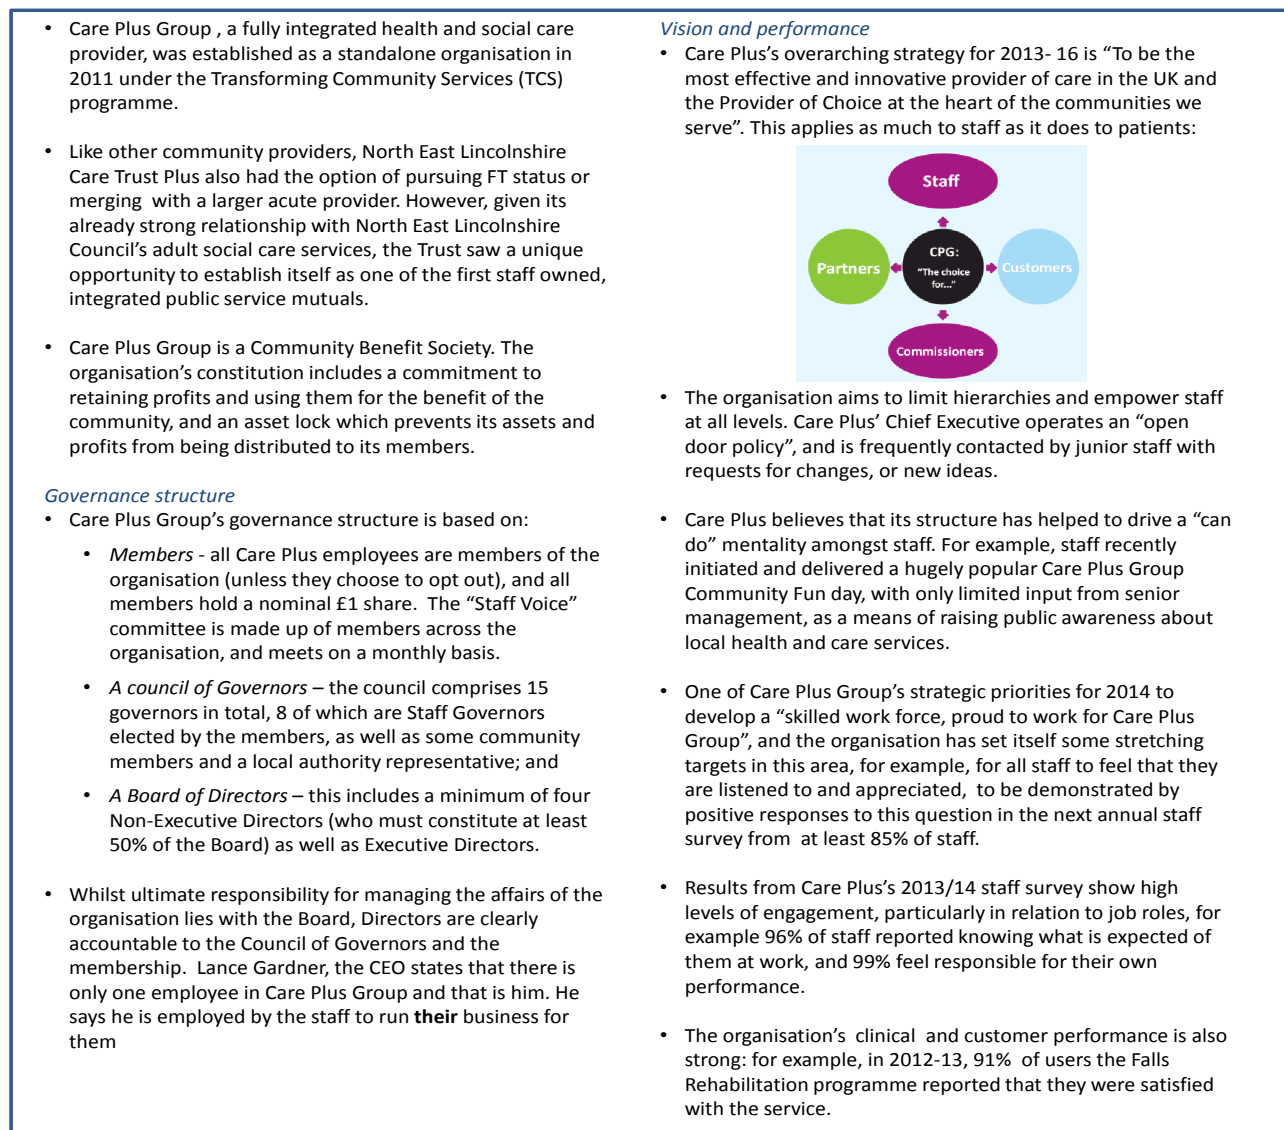 • Care Plus Group , a fully integrated health and social care
provider, was established as a standalone organisation in
2011 under the Transforming Community Services (TCS)
programme.
• Like other community providers, North East Lincolnshire
Care Trust Plus also had the option of pursuing FT status or
merging  with a larger acute provider. However, given its
already strong relationship with North East Lincolnshire
Council’s adult social care services, the Trust saw a unique
opportunity to establish itself as one of the first staff owned,
integrated public service mutuals.
• Care Plus Group is a Community Benefit Society. The
organisation’s constitution includes a commitment to
retaining profits and using them for the benefit of the
community, and an asset lock which prevents its assets and
profits from being distributed to its members.
Governance structure
• Care Plus Group’s governance structure is based on:
• Members - all Care Plus employees are members of the
organisation (unless they choose to opt out), and all
members hold a nominal £1 share.  The “Staff Voice”
committee is made up of members across the
organisation, and meets on a monthly basis.
• A council of Governors – the council comprises 15
governors in total, 8 of which are Staff Governors
elected by the members, as well as some community
members and a local authority representative; and
• A Board of Directors – this includes a minimum of four
Non-Executive Directors (who must constitute at least
50% of the Board) as well as Executive Directors.
• Whilst ultimate responsibility for managing the affairs of the
organisation lies with the Board, Directors are clearly
accountable to the Council of Governors and the
membership.  Lance Gardner, the CEO states that there is
only one employee in Care Plus Group and that is him. He
says he is employed by the staff to run their business for
them
Vision and performance
• Care Plus’s overarching strategy for 2013- 16 is “To be the
most effective and innovative provider of care in the UK and
the Provider of Choice at the heart of the communities we
serve”. This applies as much to staff as it does to patients:
Staff
Partners
CPG:
“The choice
for...”
Customers
Commissioners
• The organisation aims to limit hierarchies and empower staff
at all levels. Care Plus’ Chief Executive operates an “open
door policy”, and is frequently contacted by junior staff with
requests for changes, or new ideas.
• Care Plus believes that its structure has helped to drive a “can
do” mentality amongst staff. For example, staff recently
initiated and delivered a hugely popular Care Plus Group
Community Fun day, with only limited input from senior
management, as a means of raising public awareness about
local health and care services.
• One of Care Plus Group’s strategic priorities for 2014 to
develop a “skilled work force, proud to work for Care Plus
Group”, and the organisation has set itself some stretching
targets in this area, for example, for all staff to feel that they
are listened to and appreciated,  to be demonstrated by
positive responses to this question in the next annual staff
survey from  at least 85% of staff.
• Results from Care Plus’s 2013/14 staff survey show high
levels of engagement, particularly in relation to job roles, for
example 96% of staff reported knowing what is expected of
them at work, and 99% feel responsible for their own
performance.
• The organisation’s  clinical  and customer performance is also
strong: for example, in 2012-13, 91%  of users the Falls
Rehabilitation programme reported that they were satisfied
with the service.